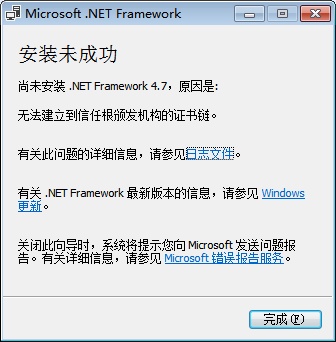 Microsoft .NET Framework
安装未成功
尚未安装 .NET Framework 4.7，原因是:
无法建立到信任根颁发机构的证书链。
有关此问题的详细信息，请参见日志文件。
有关 .NET Framework 最新版本的信息，请参见 Windows
更新。
关闭此向导时，系统将提示您向 Microsoft 发送问题报
告。有关详细信息，请参见 Microsoft 错误报告服务。
完成(F)